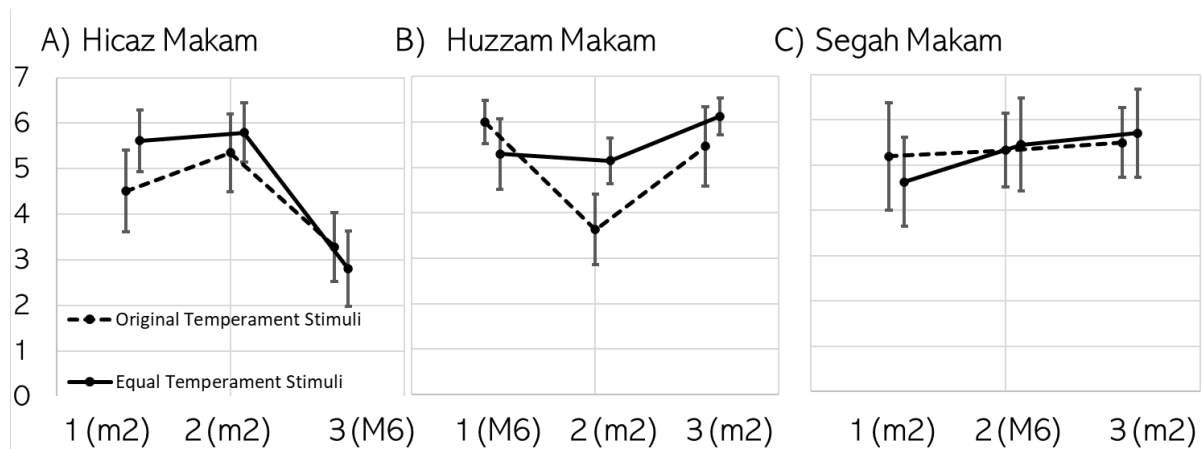 A) Hicaz Makam
B) Huzzam Makam
C) Segah Makam
7
6
5
4
3
2
1
0
Original Temperament Stimuli
Equal Temperament Stimuli
1 (m2) 2 (m2) 3 (M6)
1 (M6) 2 (m2) 3 (m2)
1 (m2) 2 (M6) 3 (m2)